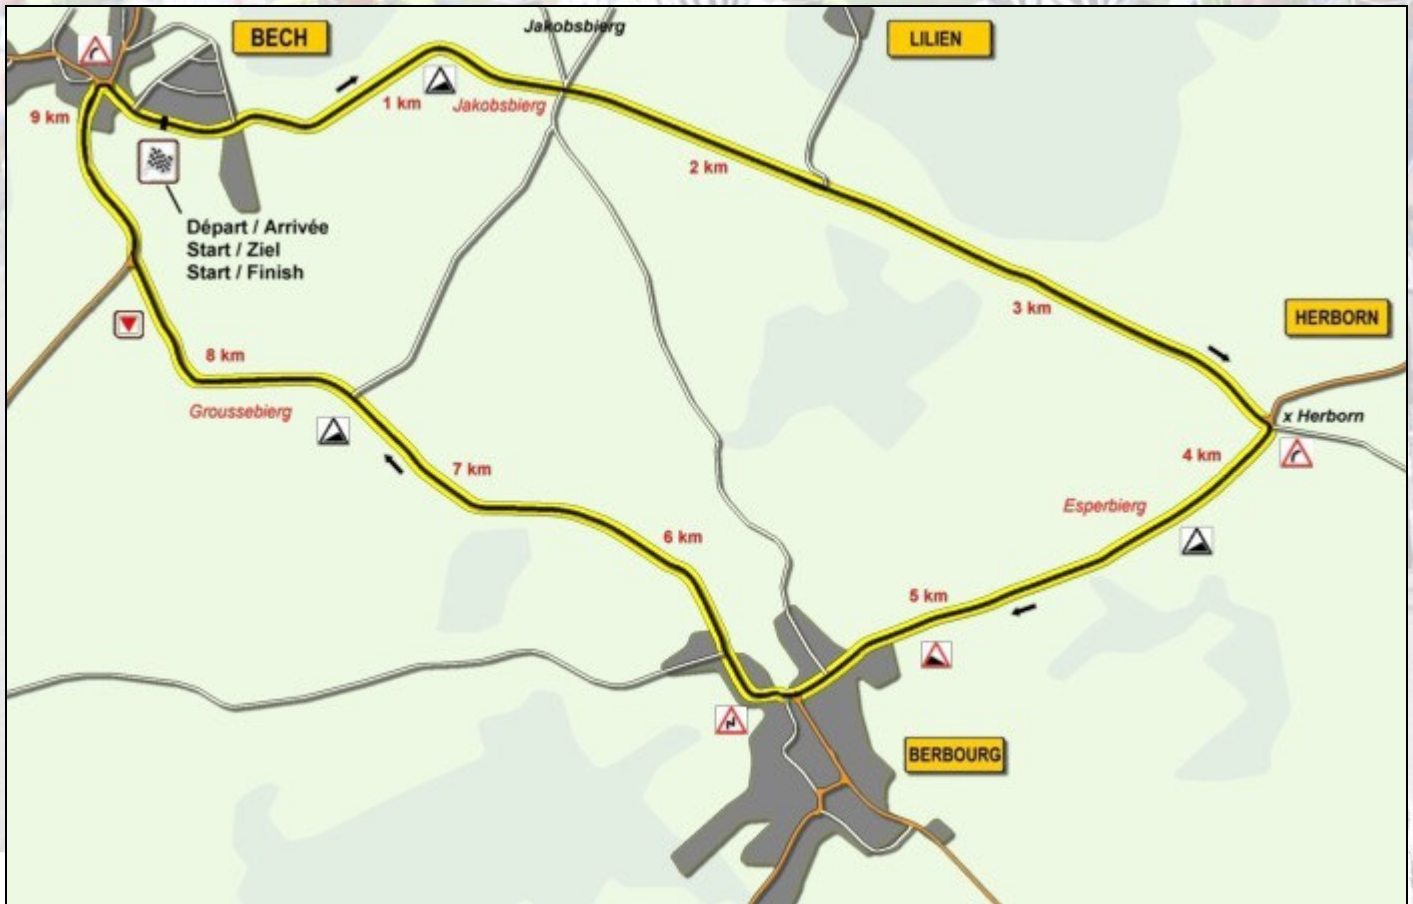 Jakobsbierg
BECH
LILIEN
1 km
Jakobsbierg
9 km
2 km
Départ / Arrivée
Start / Ziel
Start / Finish
3 km
HERBORN
8 km
Groussebierg
x Herborn
4 km
7 km
Esperbierg
6 km
5 km
BERBOURG